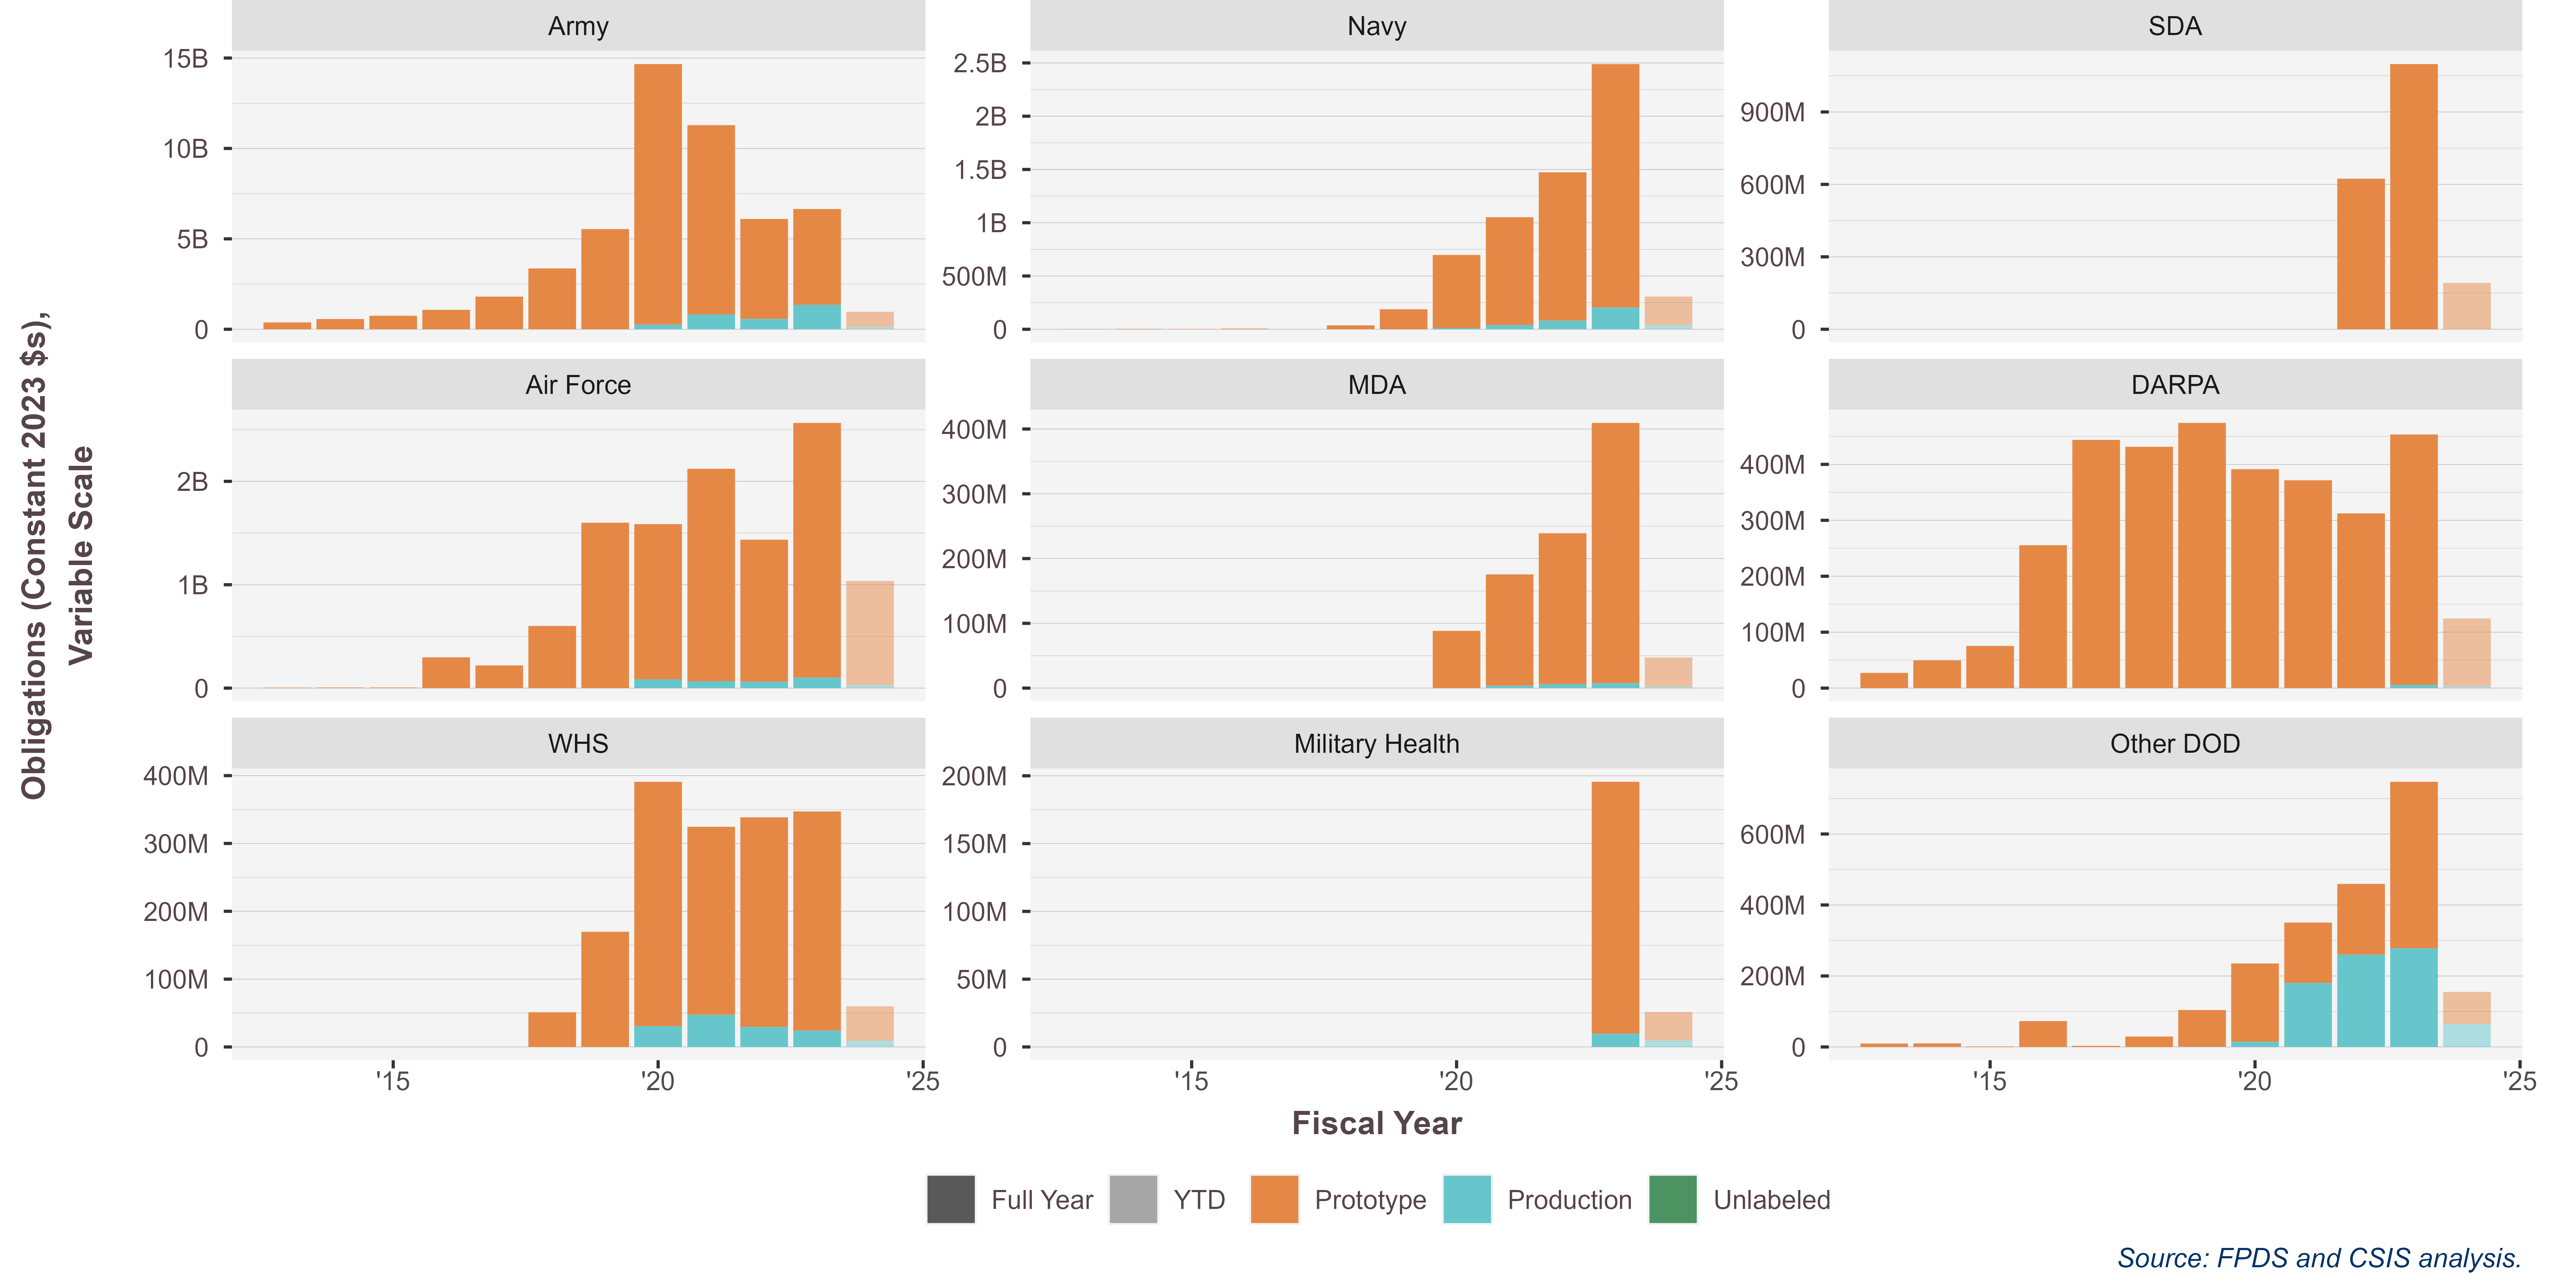 Obligations (Constant 2023 $s),
Variable Scale
Army
15B
10B
5B
0
Navy
2.5B
2B
1.5B
1B
500M
0
SDA
900M
600M
300M
0
Air Force
2B
1B
0
MDA
400M
300M
200M
100M
0
DARPA
400M
300M
200M
100M
0
WHS
400M
300M
200M
100M
0
'15 '20 '25
Military Health
200M
150M
100M
50M
0
'15 '20 '25
Other DOD
600M
400M
200M
0
'15 '20 '25
Fiscal Year
Full Year YTD Prototype Production Unlabeled
Source: FPDS and CSIS analysis.